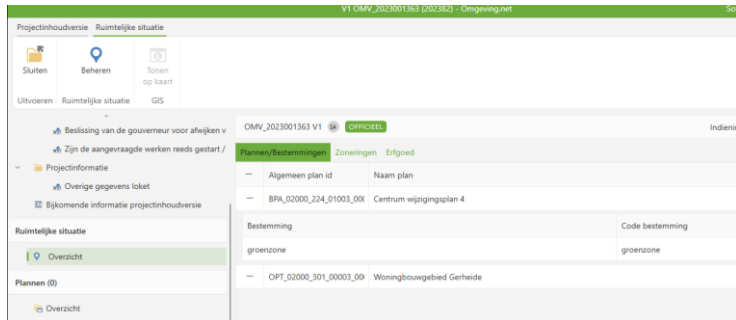 V1 OMV_2023001363 (202382) - Omgeving.net
So
Projectinhoudversie Ruimtelijke situatie
Sluiten Beheren Tonen
op kaart
Uitvoeren Ruimtelijke situatie GIS
Beslissing van de gouverneur voor afwijken v
Zijn de aangevraagde werken reeds gestart /
Projectinformatie
Overige gegevens loket
Bijkomende informatie projectinhoudversie
Ruimtelijke situatie
Overzicht
Plannen (0)
Overzicht
OMV_2023001363 V1 SA OFFICIEEL Indienin
Plannen/Bestemmingen Zoneringen Erfgoed
Algemeen plan id Naam plan
BPA_02000_224_01003_00( Centrum wijzigingsplan 4
Bestemming Code bestemming
groenzone groenzone
OPT_02000_301_00003_00( Woningbouwgebied Gerheide